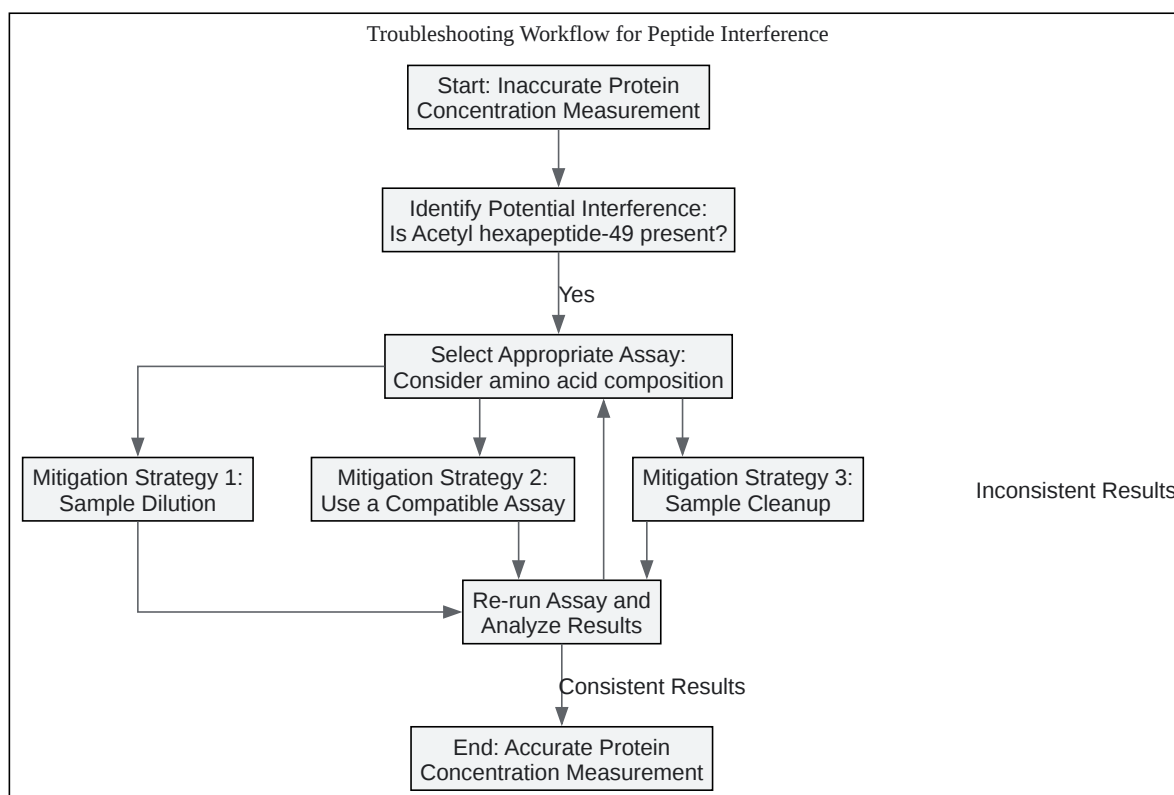 Troubleshooting Workflow for Peptide Interference
Start: Inaccurate Protein
Concentration Measurement
Identify Potential Interference:
Is Acetyl hexapeptide-49 present?
Yes
Select Appropriate Assay:
Consider amino acid composition
Mitigation Strategy 1:
Sample Dilution
Mitigation Strategy 2:
Use a Compatible Assay
Mitigation Strategy 3:
Sample Cleanup
Inconsistent Results
Re-run Assay and
Analyze Results
Consistent Results
End: Accurate Protein
Concentration Measurement